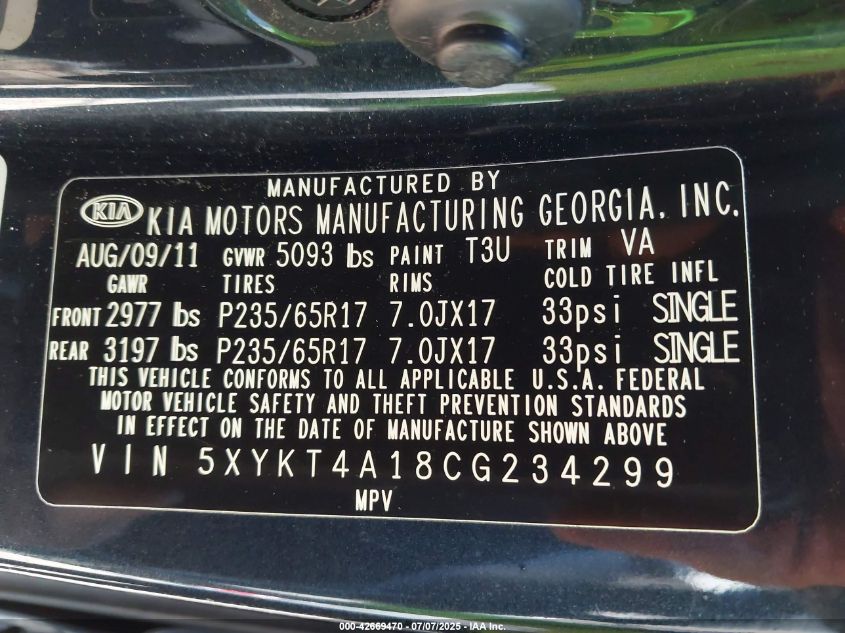 MANUFACTURED BY
KIA KIA MOTORS MANUFACTURING GEORGIA, INC.
AUG/09/11 GVWR 5093 lbs PAINT T3U TRIM VA
GAWR TIRES RIMS COLD TIRE INFL
FRONT 2977 lbs P235/65R17 7.0JX17 33psi SINGLE
REAR 3197 lbs P235/65R17 7.0JX17 33psi SINGLE
THIS VEHICLE CONFORMS TO ALL APPLICABLE U.S.A. FEDERAL
MOTOR VEHICLE SAFETY AND THEFT PREVENTION STANDARDS
IN EFFECT ON THE DATE OF MANUFACTURE SHOWN ABOVE
VIN 5XYKT4A18CG234299
MPV
000-42669470 - 07/07/2025 - IAA Inc.